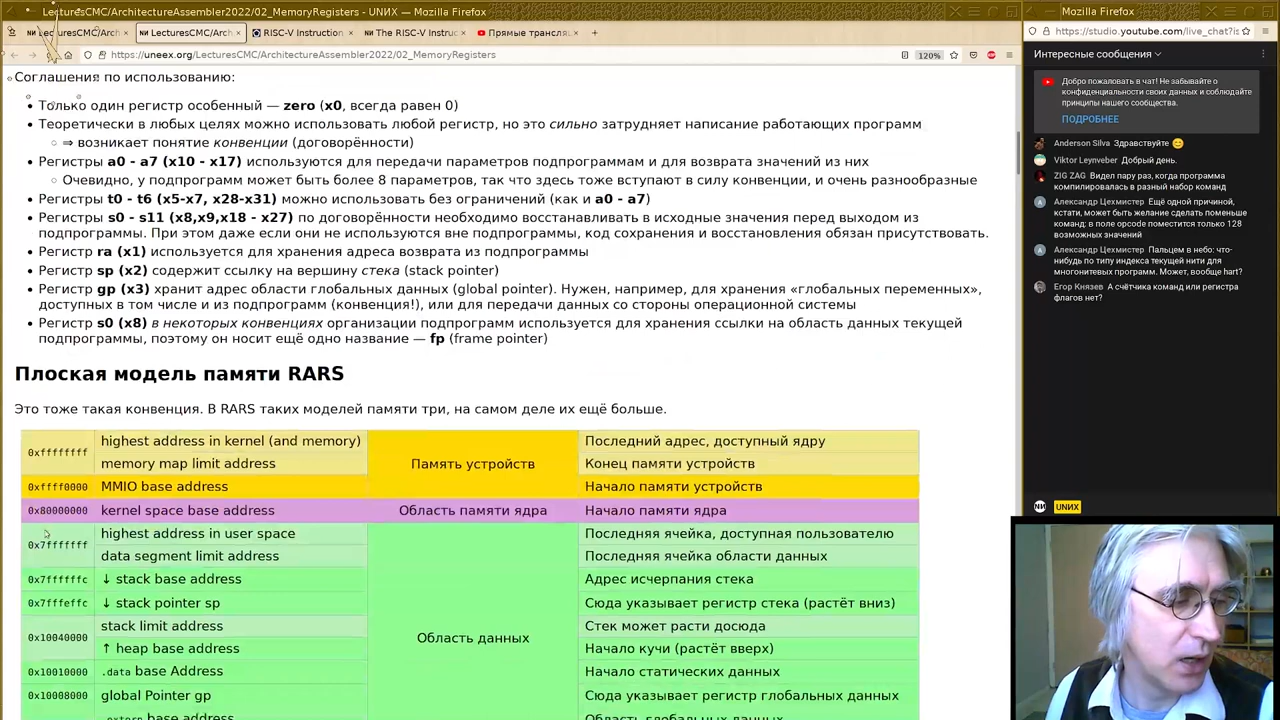 LecturesCMC/ArchitectureAssembler2022/02_MemoryRegisters - UNИX — Mozilla Firefox
LecturesCMC/Arch
LecturesCMC/Arch
RISC-V Instruction
The RISC-V Instruct
Прямые трансля
https://uneex.org/LecturesCMC/ArchitectureAssembler2022/02_MemoryRegisters
120%
Соглашения по использованию:
Только один регистр особенный — zero (x0, всегда равен 0)
Теоретически в любых целях можно использовать любой регистр, но это сильно затрудняет написание работающих программ
⇒ возникает понятие конвенции (договорённости)
Регистры a0 - a7 (x10 - x17) используются для передачи параметров подпрограммам и для возврата значений из них
Очевидно, у подпрограмм может быть более 8 параметров, так что здесь тоже вступают в силу конвенции, и очень разнообразные
Регистры t0 - t6 (x5-x7, x28-x31) можно использовать без ограничений (как и a0 - a7)
Регистры s0 - s11 (x8,x9,x18 - x27) по договорённости необходимо восстанавливать в исходные значения перед выходом из
подпрограммы. При этом даже если они не используются вне подпрограммы, код сохранения и восстановления обязан присутствовать.
Регистр ra (x1) используется для хранения адреса возврата из подпрограммы
Регистр sp (x2) содержит ссылку на вершину стека (stack pointer)
Регистр gp (x3) хранит адрес области глобальных данных (global pointer). Нужен, например, для хранения «глобальных переменных»,
доступных в том числе и из подпрограмм (конвенция!), или для передачи данных со стороны операционной системы
Регистр s0 (x8) в некоторых конвенциях организации подпрограмм используется для хранения ссылки на область данных текущей
подпрограммы, поэтому он носит ещё одно название — fp (frame pointer)
Плоская модель памяти RARS
Это тоже такая конвенция. В RARS таких моделей памяти три, на самом деле их ещё больше.
0xffffffff highest address in kernel (and memory) Последний адрес, доступный ядру
memory map limit address Память устройств Конец памяти устройств
0xffff0000 MMIO base address Начало памяти устройств
0x80000000 kernel space base address Область памяти ядра Начало памяти ядра
0x7fffffff highest address in user space Последняя ячейка, доступная пользователю
data segment limit address Последняя ячейка области данных
0x7ffffffc ↓ stack base address Адрес исчерпания стека
0x7fffeffc ↓ stack pointer sp Сюда указывает регистр стека (растёт вниз)
0x10040000 stack limit address Область данных Стек может расти досюда
↑ heap base address Начало кучи (растёт вверх)
0x10010000 .data base Address Начало статических данных
0x10008000 global Pointer gp Сюда указывает регистр глобальных данных
.extern base address Область глобальных данных
Mozilla Firefox
https://studio.youtube.com/live_chat?is
Интересные сообщения
Добро пожаловать в чат! Не забывайте о
конфиденциальности своих данных и соблюдайте
принципы нашего сообщества.
ПОДРОБНЕЕ
Anderson Silva Здравствуйте
Viktor Leynveber Добрый день.
ZIG ZAG Видел пару раз, когда программа
компилировалась в разный набор команд
Александр Цехмистер Ещё одной причиной,
кстати, может быть желание сделать поменьше
команд: в поле opcode поместится только 128
возможных значений
Александр Цехмистер Пальцем в небо: что-
нибудь по типу индекса текущей нити для
многонитевых программ. Может, вообще hart?
Егор Князев А счётчика команд или регистра
флагов нет?
UNИX